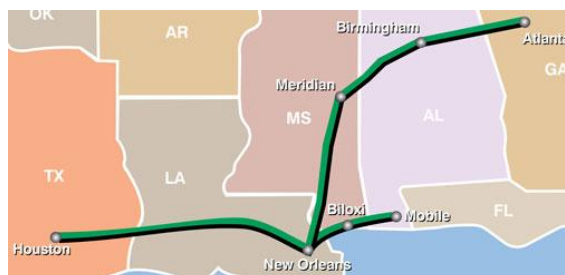 OK
AR
Birmingham
Atlanta
GA
Meridian
MS
AL
TX
LA
Biloxi
Mobile
FL
Houston
New Orleans